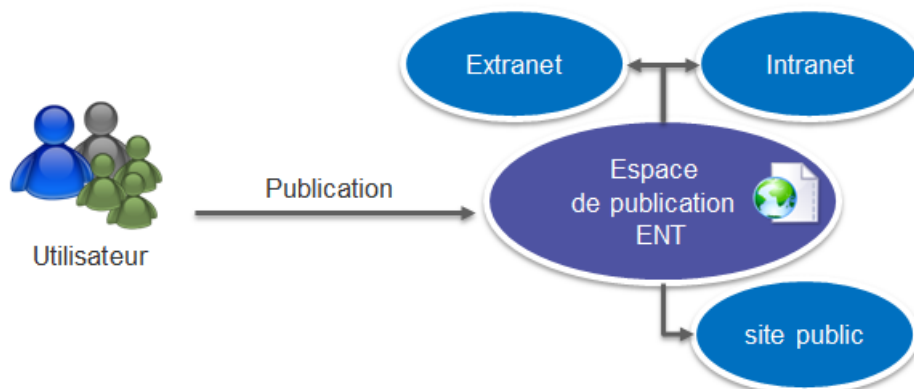 Extranet
Intranet
Publication
Espace
de publication
ENT
Utilisateur
site public